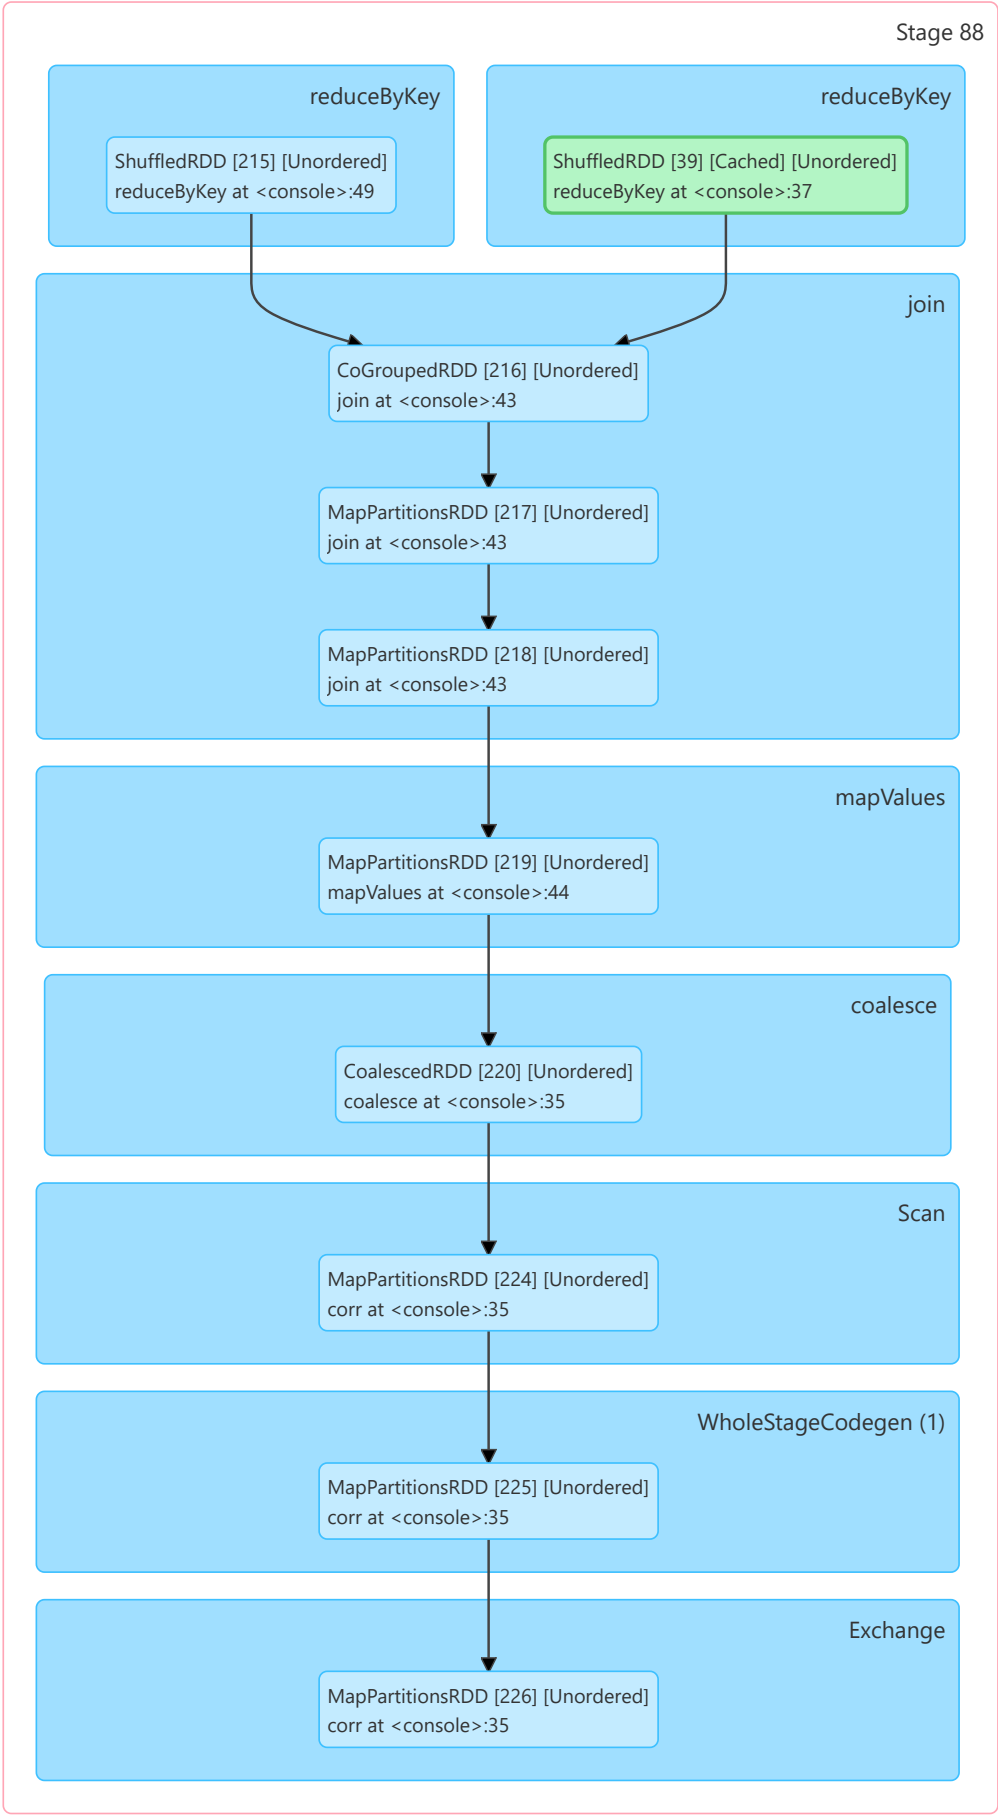 Stage 88
reduceByKey
ShuffledRDD [215] [Unordered]
reduceByKey at <console>:49
reduceByKey
ShuffledRDD [39] [Cached] [Unordered]
reduceByKey at <console>:37
join
CoGroupedRDD [216] [Unordered]
join at <console>:43
MapPartitionsRDD [217] [Unordered]
join at <console>:43
MapPartitionsRDD [218] [Unordered]
join at <console>:43
mapValues
MapPartitionsRDD [219] [Unordered]
mapValues at <console>:44
coalesce
CoalescedRDD [220] [Unordered]
coalesce at <console>:35
Scan
MapPartitionsRDD [224] [Unordered]
corr at <console>:35
WholeStageCodegen (1)
MapPartitionsRDD [225] [Unordered]
corr at <console>:35
Exchange
MapPartitionsRDD [226] [Unordered]
corr at <console>:35